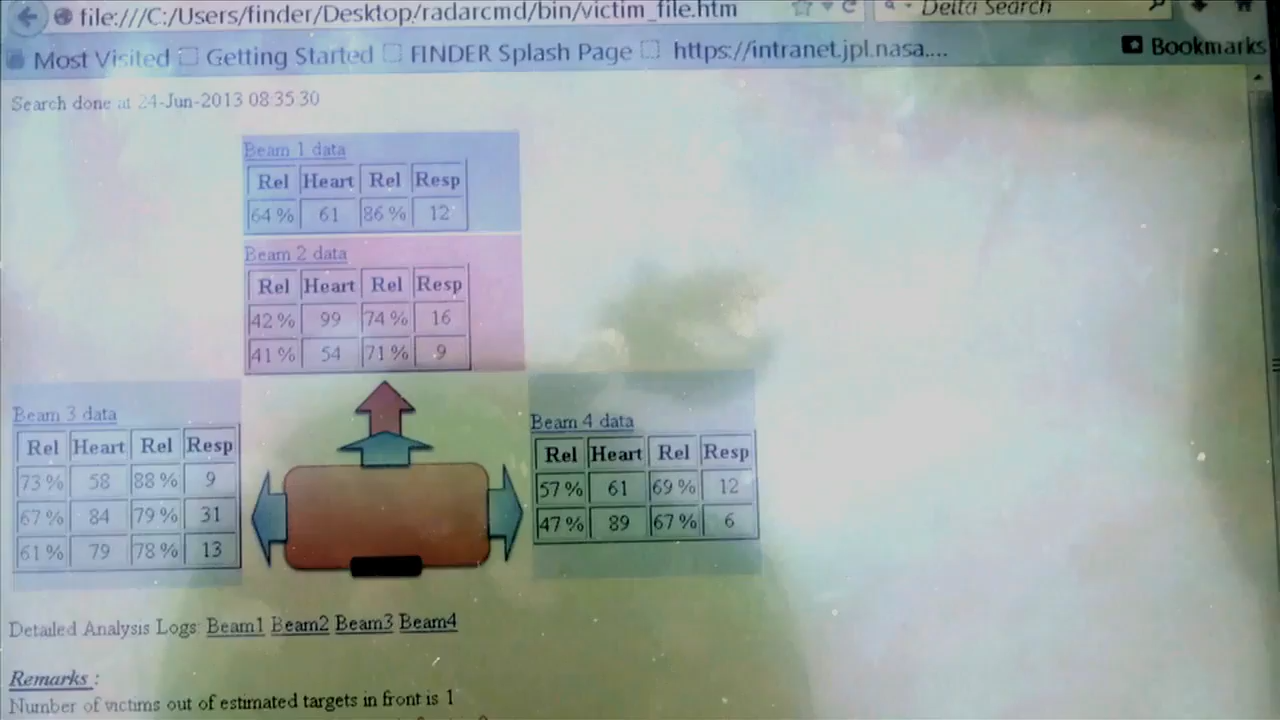 file:///C:/Users/finder/Desktop/radarcmd/bin/victim_file.htm Delta Search
Most Visited Getting Started FINDER Splash Page https://intranet.jpl.nasa.... Bookmarks
Search done at 24-Jun-2013 08:35:30
Beam 1 data
Rel Heart Rel Resp
64 % 61 86 % 12
Beam 2 data
Rel Heart Rel Resp
42 % 99 74 % 16
41 % 54 71 % 9
Beam 3 data
Rel Heart Rel Resp
73 % 58 88 % 9
67 % 84 79 % 31
61 % 79 78 % 13
Beam 4 data
Rel Heart Rel Resp
57 % 61 69 % 12
47 % 89 67 % 6
Detailed Analysis Logs: Beam1 Beam2 Beam3 Beam4
Remarks :
Number of victims out of estimated targets in front is 1